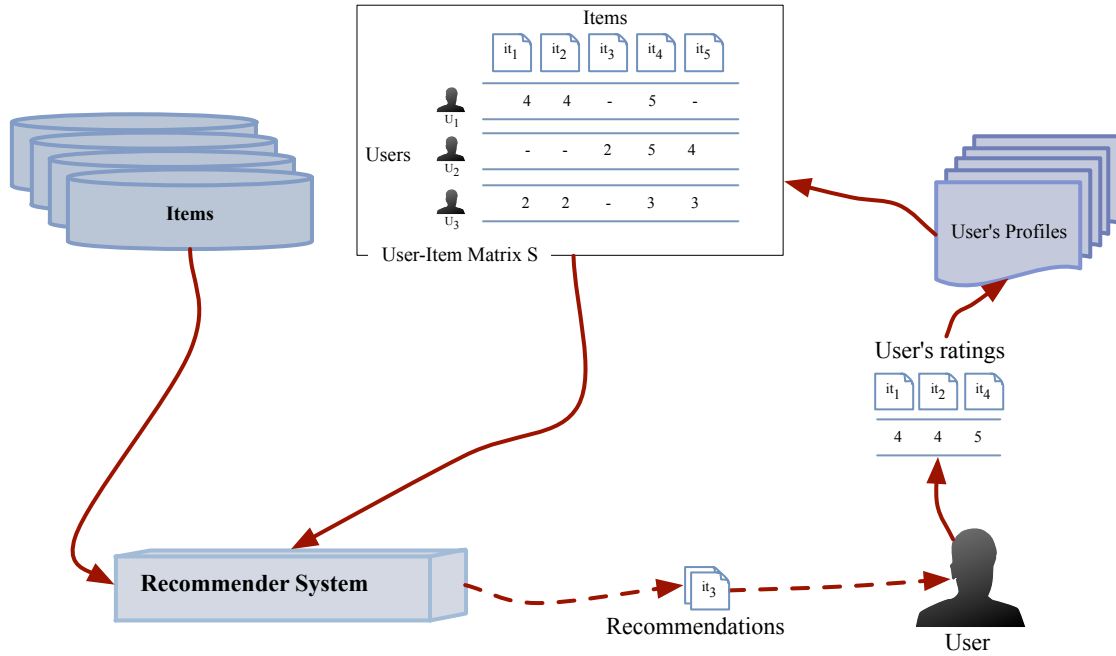 Items
it1 it2 it3 it4 it5
U1 4 4 - 5 -
Users
U2 - - 2 5 4
U3 2 2 - 3 3
User-Item Matrix S
Items
User's Profiles
User's ratings
it1 it2 it4
4 4 5
Recommender System
it3
Recommendations
User